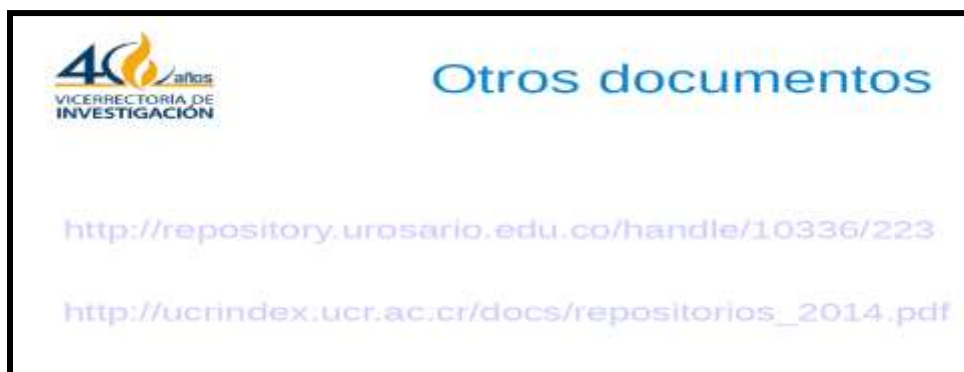 40 años
VICERRECTORÍA DE
INVESTIGACIÓN
Otros documentos
http://repository.urosario.edu.co/handle/10336/223
http://ucrindex.ucr.ac.cr/docs/repositorios_2014.pdf